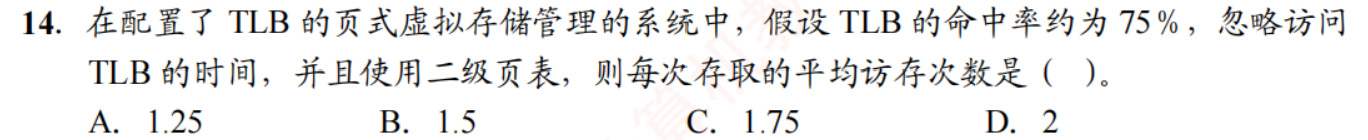 14. 在配置了 TLB 的页式虚拟存储管理的系统中，假设 TLB 的命中率约为 75%，忽略访问
TLB 的时间，并且使用二级页表，则每次存取的平均访存次数是（ ）。
A. 1.25 B. 1.5 C. 1.75 D. 2